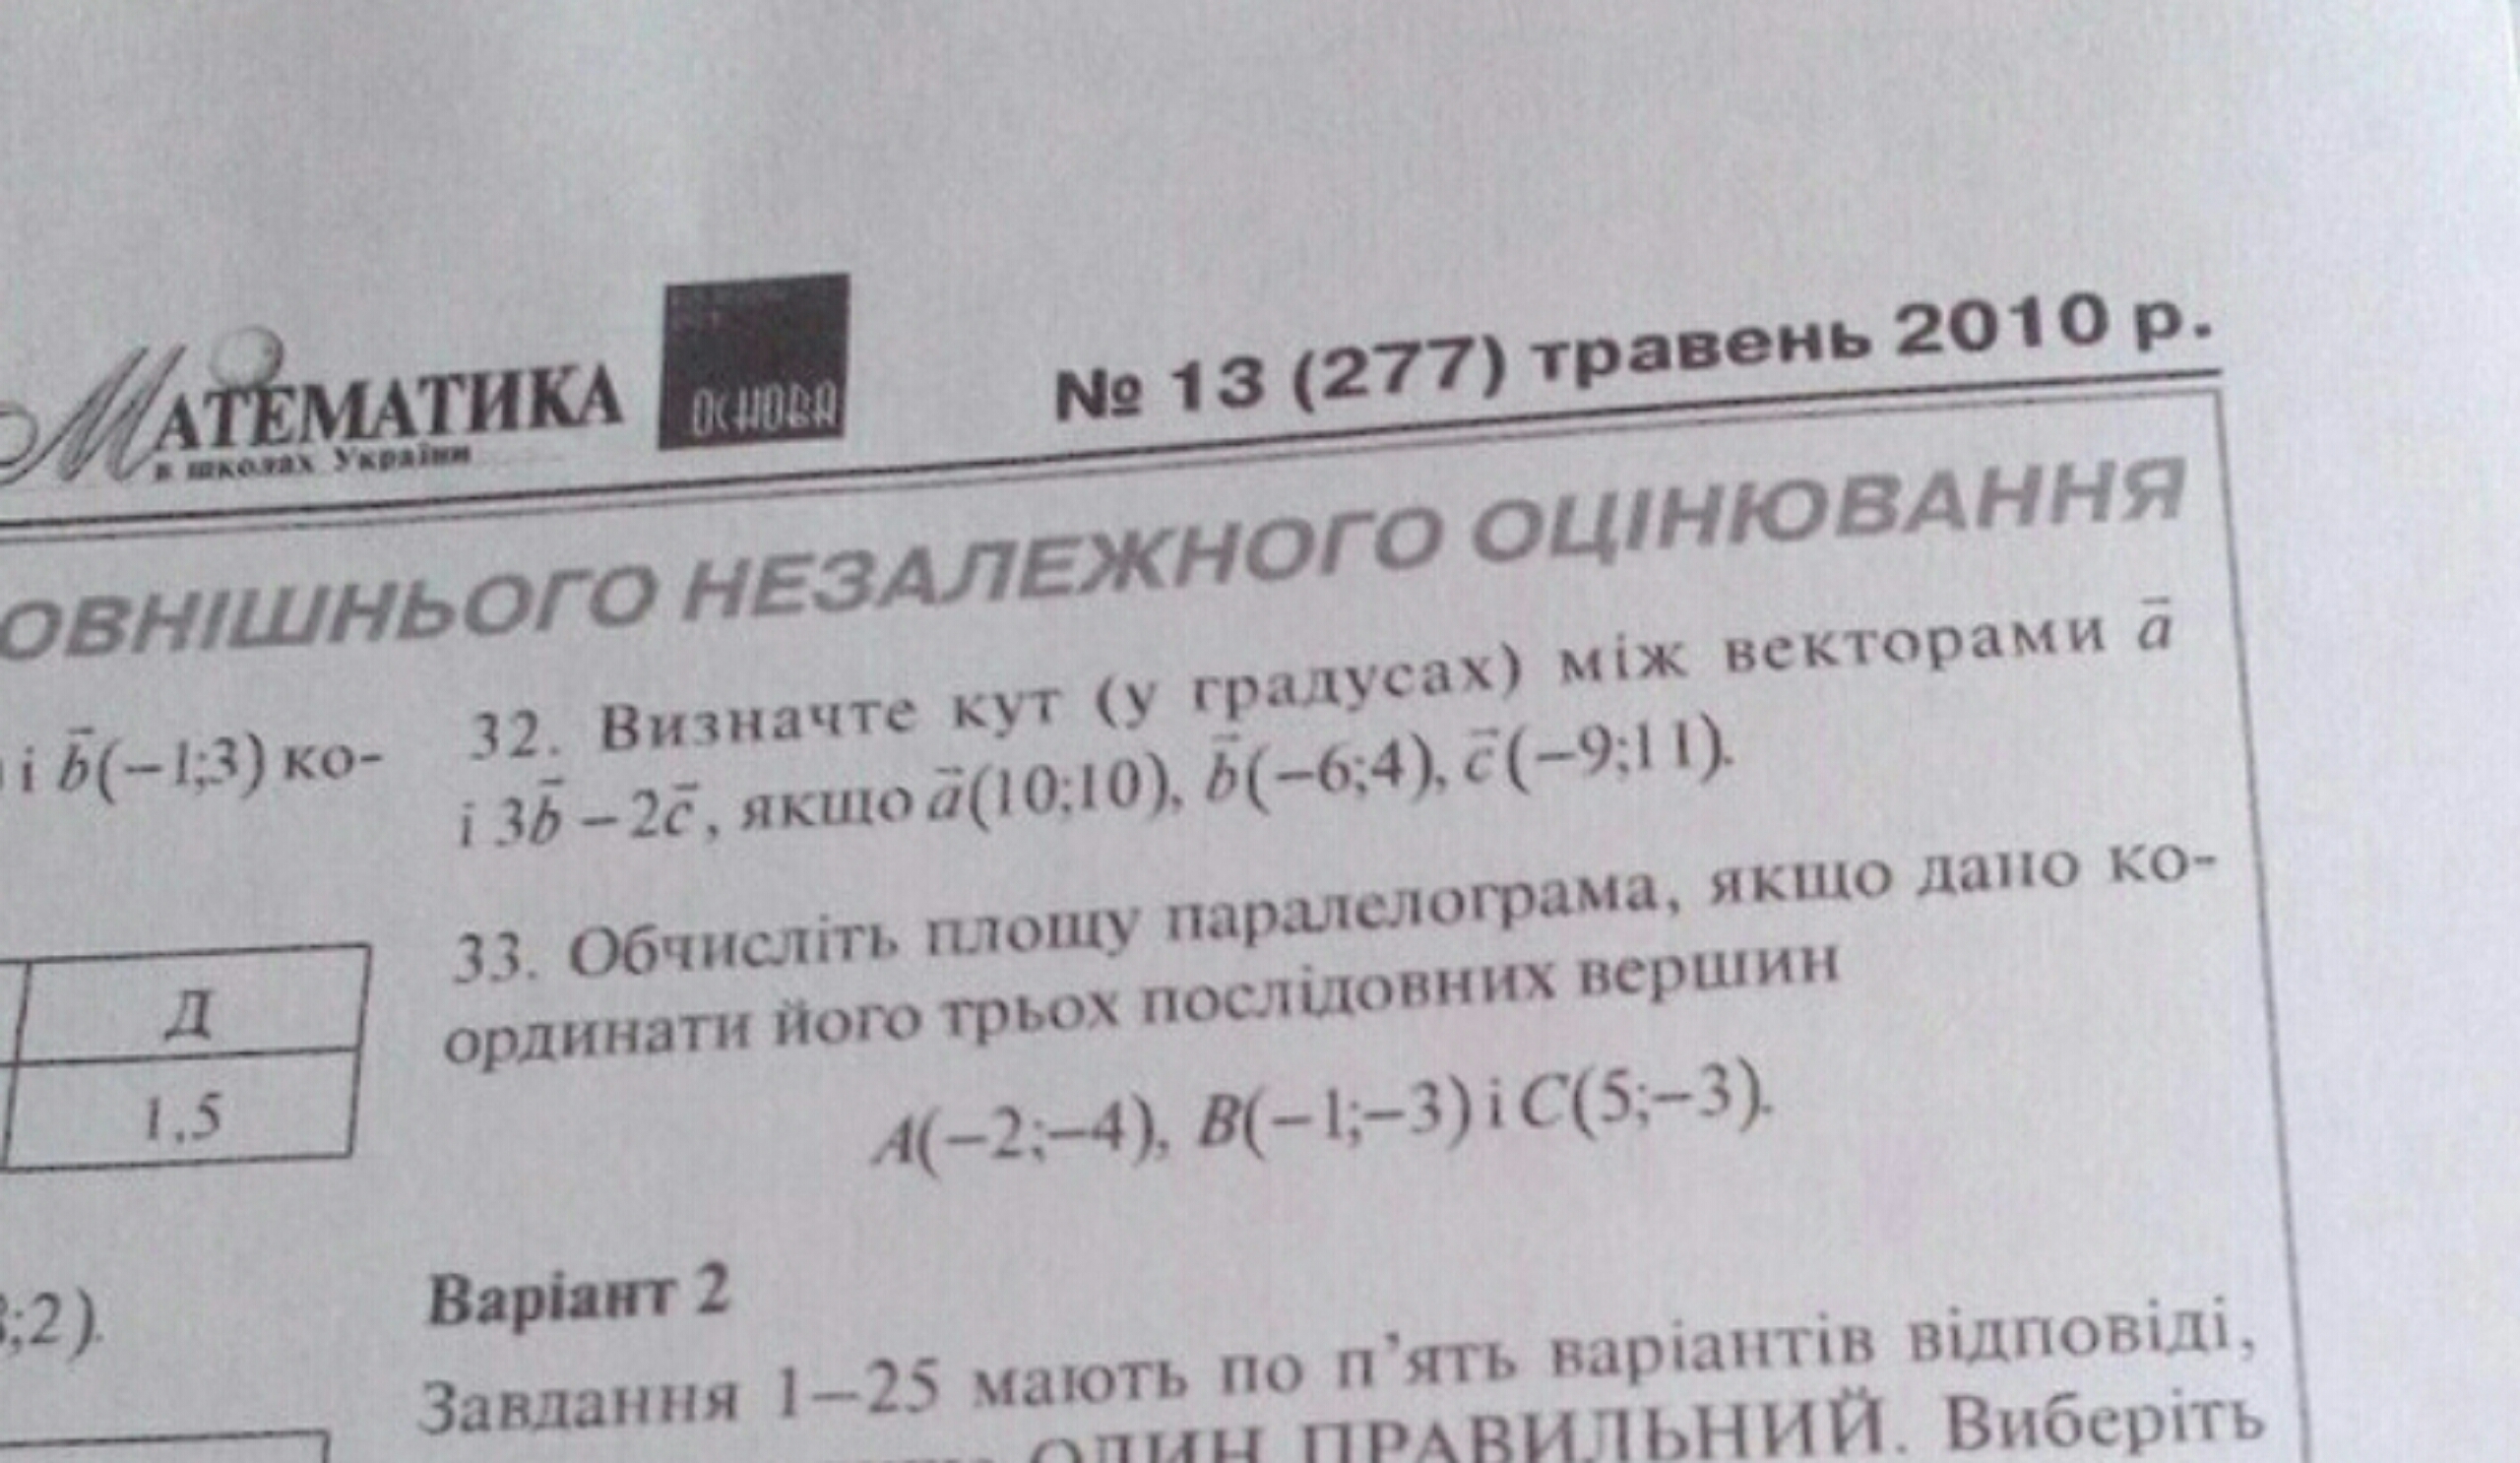 МАТЕМАТИКА
в школах України
ОСНОВА
№ 13 (277) травень 2010 р.
ОВНІШНЬОГО НЕЗАЛЕЖНОГО ОЦІНЮВАННЯ
і b̄(−1;3) ко-
32. Визначте кут (у градусах) між векторами ā
і 3b̄ − 2c̄, якщо ā(10;10), b̄(−6;4), c̄(−9;11).
33. Обчисліть площу паралелограма, якщо дано ко-
ординати його трьох послідовних вершин
A(−2;−4), B(−1;−3) і C(5;−3).
Д
1,5
;2).
Варіант 2
Завдання 1–25 мають по п’ять варіантів відповіді,
ОДИН ПРАВИЛЬНИЙ. Виберіть